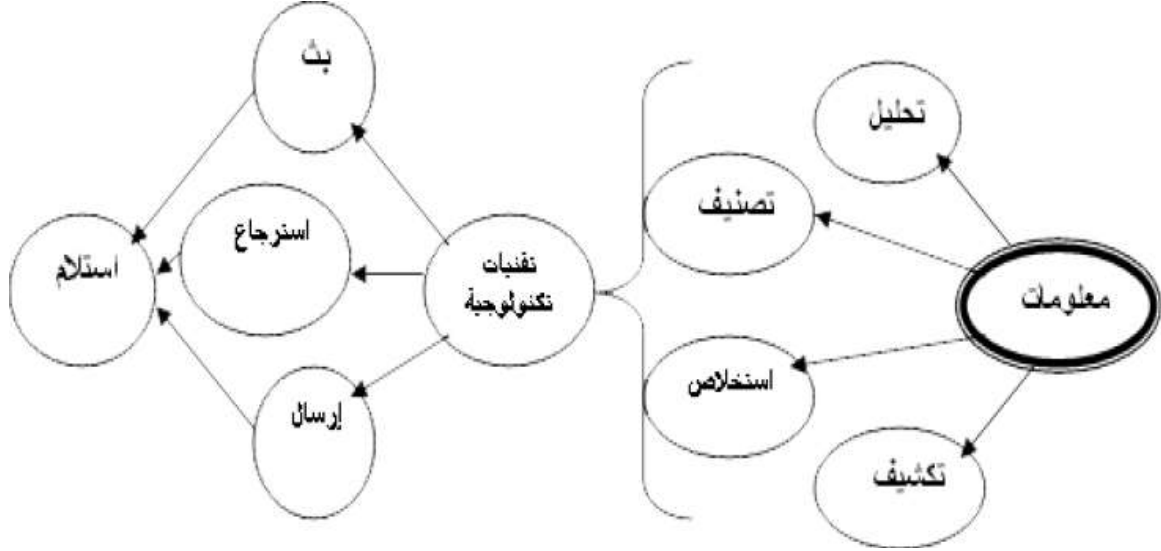 معلومات
تحليل
تصنيف
استخلاص
تكشيف
تقنيات
تكنولوجية
بث
استرجاع
إرسال
استلام